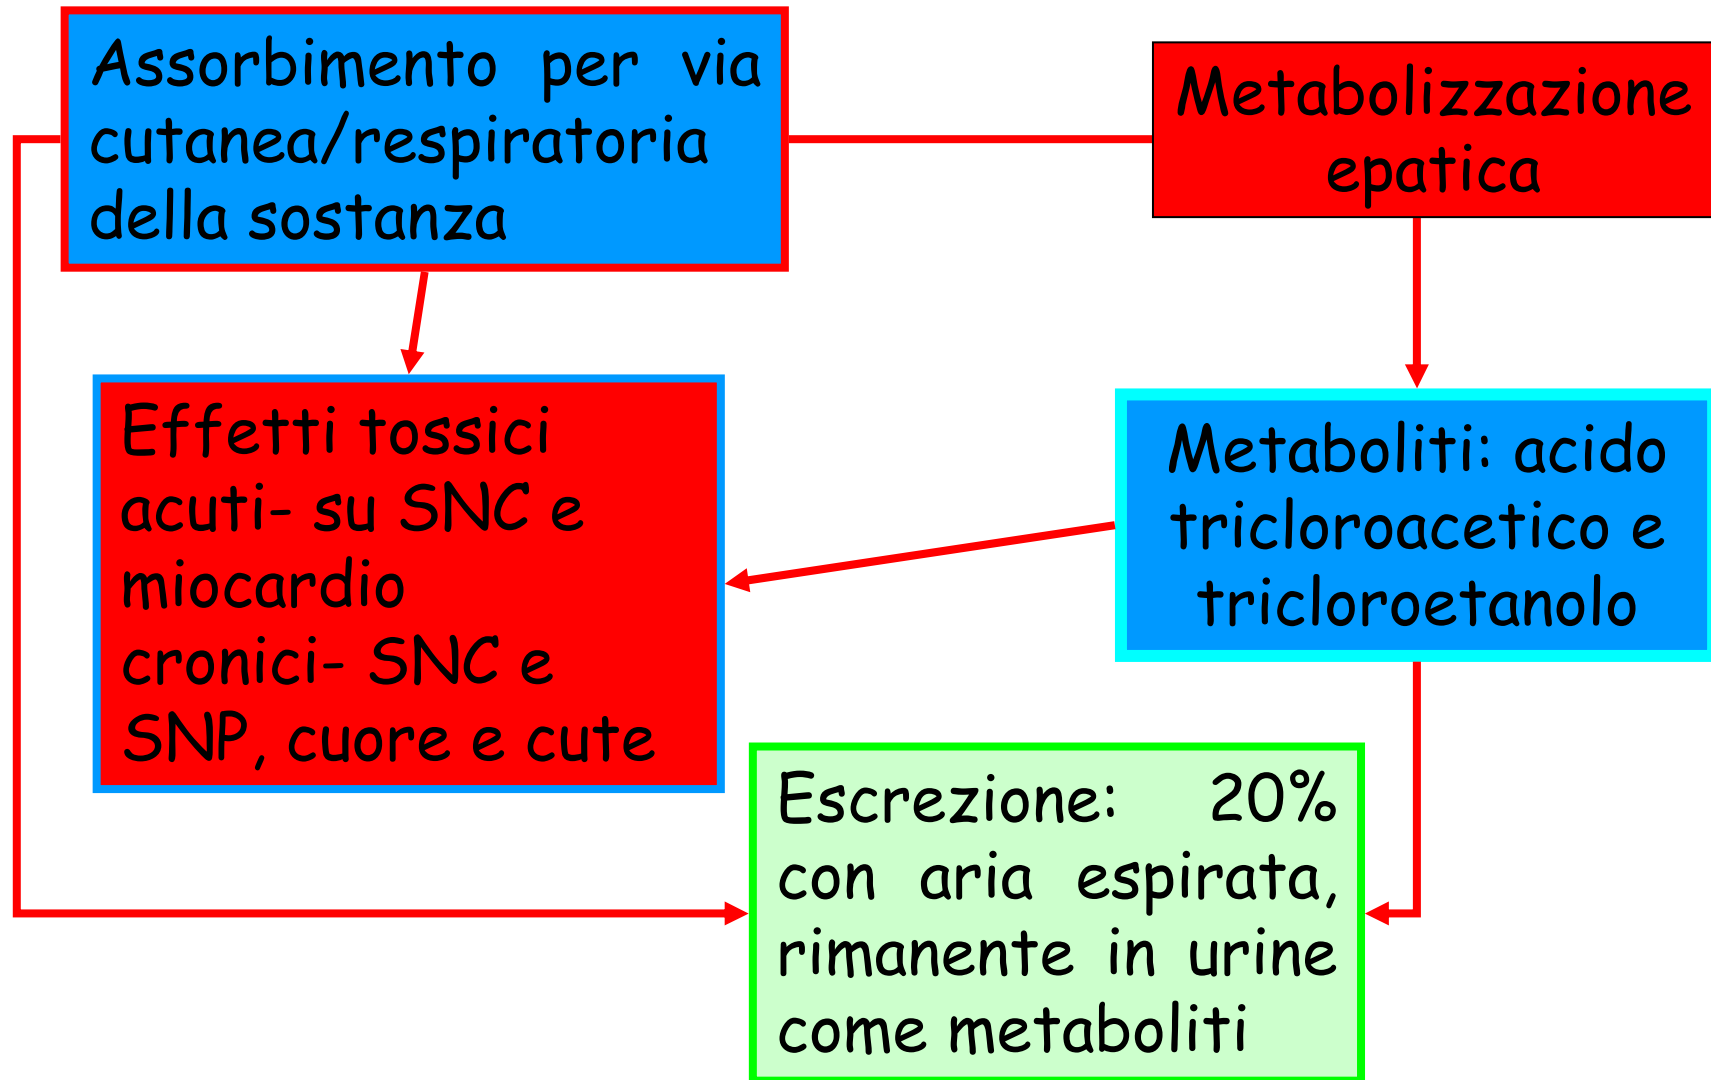 Assorbimento per via
cutanea/respiratoria
della sostanza
Metabolizzazione
epatica
Effetti tossici
acuti- su SNC e
miocardio
cronici- SNC e
SNP, cuore e cute
Metaboliti: acido
tricloroacetico e
tricloroetanolo
Escrezione: 20%
con aria espirata,
rimanente in urine
come metaboliti